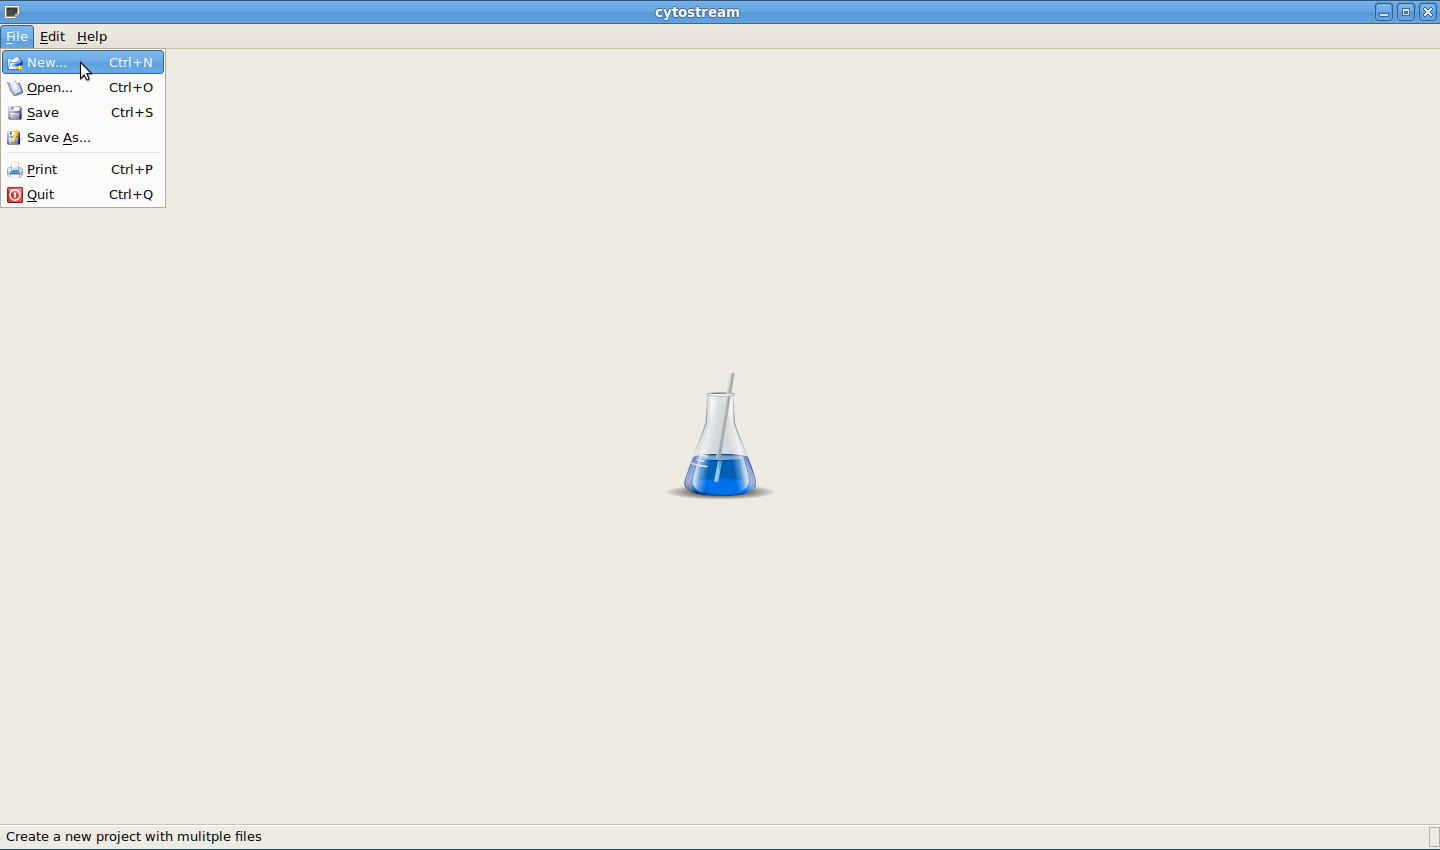 cytostream
File Edit Help
New... Ctrl+N
Open... Ctrl+O
Save Ctrl+S
Save As...
Print Ctrl+P
Quit Ctrl+Q
Create a new project with mulitple files